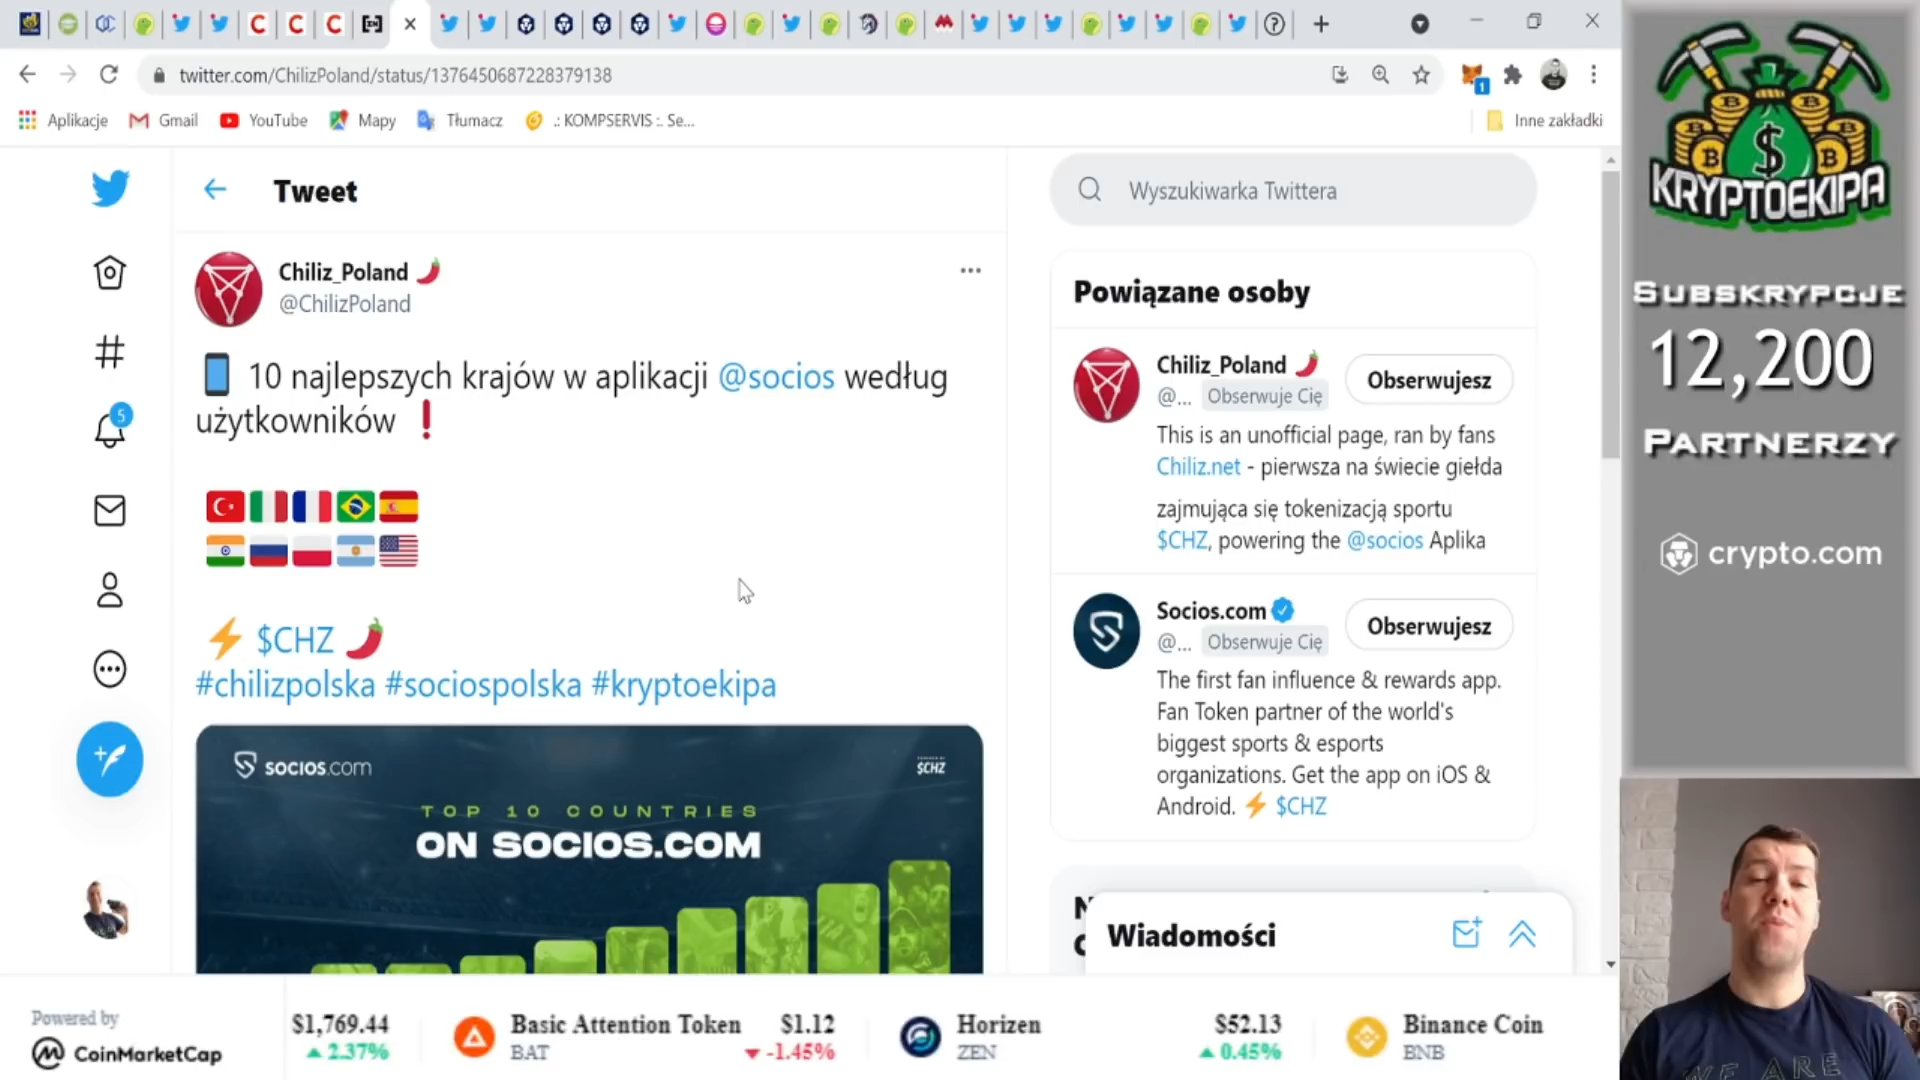 twitter.com/ChilizPoland/status/1376450687228379138
Aplikacje
Gmail
YouTube
Mapy
Tłumacz
.: KOMPSERVIS :. Se...
Inne zakładki
Tweet
Chiliz_Poland
@ChilizPoland
10 najlepszych krajów w aplikacji @socios według
użytkowników
$CHZ
#chilizpolska #sociospolska #kryptoekipa
socios.com
$CHZ
TOP 10 COUNTRIES
ON SOCIOS.COM
5
Wyszukiwarka Twittera
Powiązane osoby
Chiliz_Poland
@... Obserwuje Cię
Obserwujesz
This is an unofficial page, ran by fans
Chiliz.net - pierwsza na świecie giełda
zajmująca się tokenizacją sportu
$CHZ, powering the @socios Aplika
Socios.com
@... Obserwuje Cię
Obserwujesz
The first fan influence & rewards app.
Fan Token partner of the world's
biggest sports & esports
organizations. Get the app on iOS &
Android. $CHZ
Wiadomości
1
KRYPTOEKIPA
SUBSKRYPCJE
12,200
PARTNERZY
crypto.com
WE ARE
Powered by
CoinMarketCap
$1,769.44
2.37%
Basic Attention Token
BAT
$1.12
-1.45%
Horizen
ZEN
$52.13
0.45%
Binance Coin
BNB